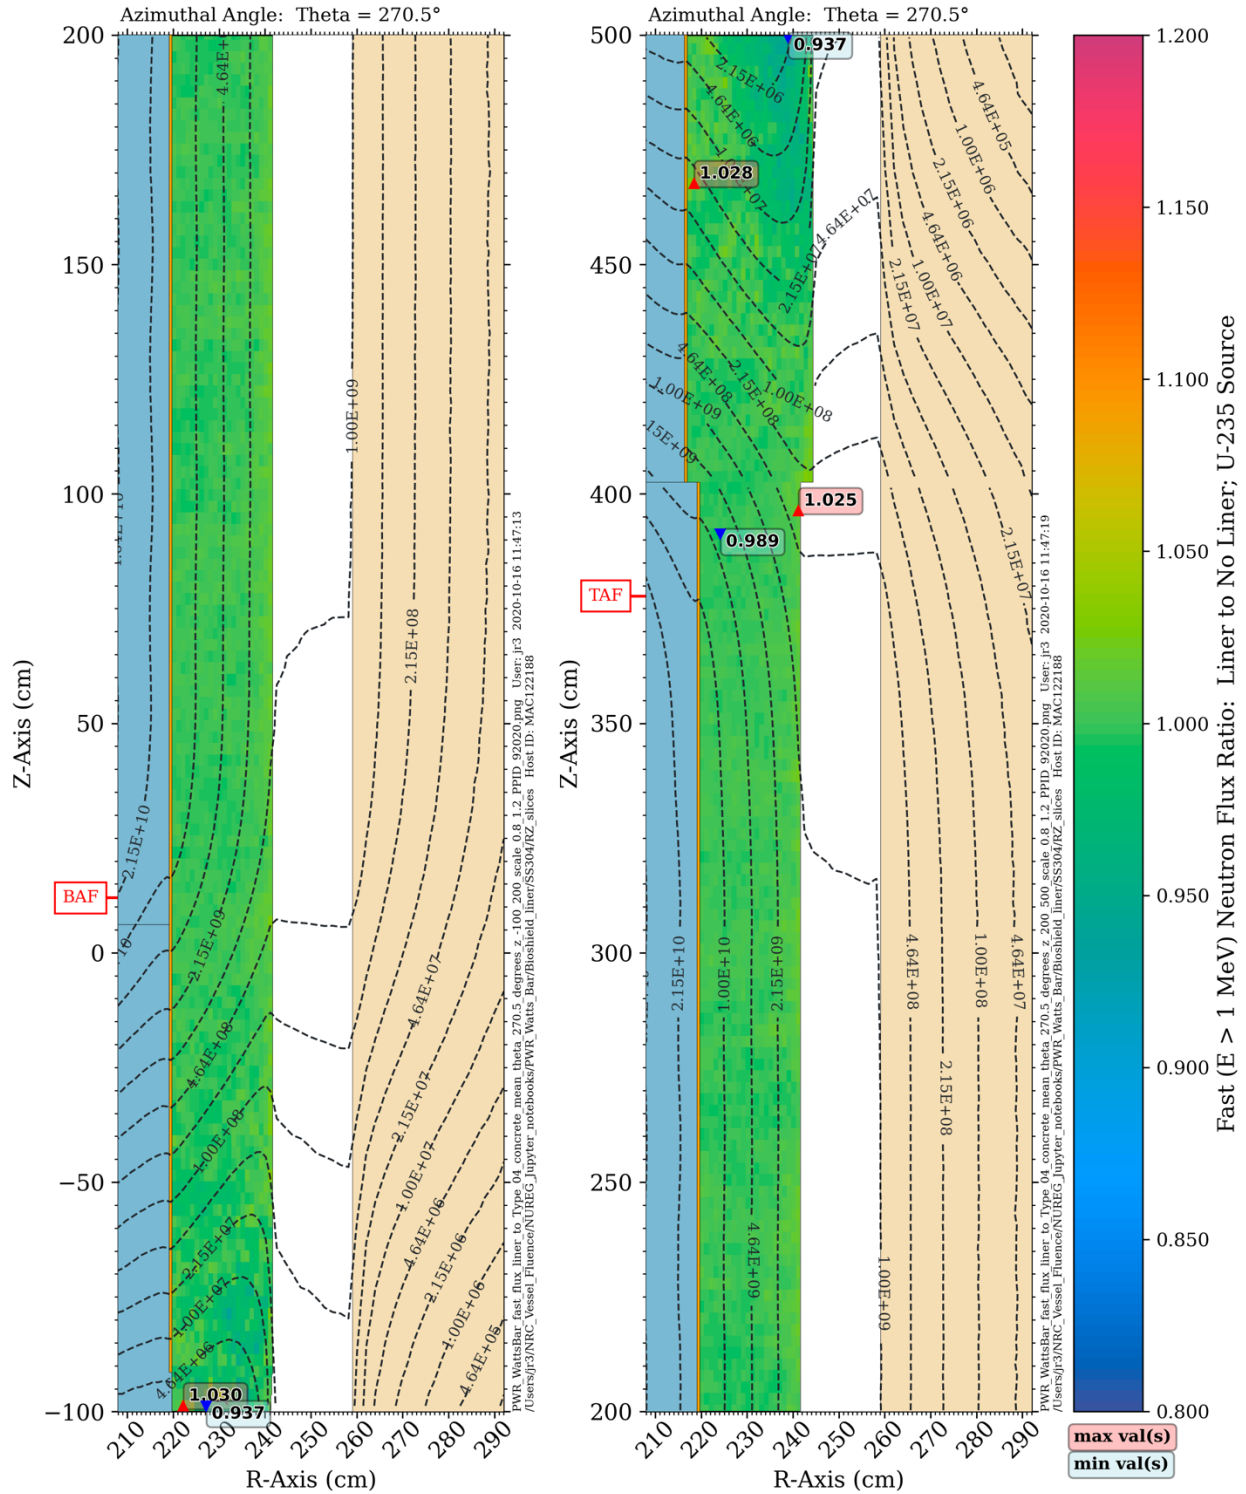 Azimuthal Angle:  Theta = 270.5°
Azimuthal Angle:  Theta = 270.5°
Z-Axis (cm)
200
150
100
50
0
−50
−100
BAF
4.64E+
1.00E+09
2.15E+08
2.15E+10
10
2.15E+09
4.64E+08
1.00E+08
2.15E+07
1.00E+07
4.64E+06
4.64E+07
2.15E+07
1.00E+07
4.64E+06
2.15E+06
1.00E+06
4.64E+05
1.030
0.937
210
220
230
240
250
260
270
280
290
R-Axis (cm)
PWR_WattsBar_fast_flux_liner_to_Type_04_concrete_mean_theta_270.5_degrees_z_-100_200_scale_0.8_1.2_PPID_92020.png   User: jr3   2020-10-16 11:47:13
/Users/jr3/NRC_Vessel_Fluence/NUREG_Jupyter_notebooks/PWR_Watts_Bar/Bioshield_liner/SS304/RZ_slices   Host ID: MAC122188
Z-Axis (cm)
500
450
400
350
300
250
200
TAF
0.937
2.15E+06
4.64E+06
1.028
4.64E+07
2.15E+07
4.64E+08
2.15E+08
1.00E+08
1.00E+09
15E+09
4.64E+05
1.00E+06
2.15E+06
4.64E+06
1.00E+07
2.15E+07
1.025
0.989
2.15E+07
2.15E+10
1.00E+10
2.15E+09
4.64E+08
1.00E+08
4.64E+07
2.15E+08
4.64E+09
1.00E+09
210
220
230
240
250
260
270
280
290
R-Axis (cm)
PWR_WattsBar_fast_flux_liner_to_Type_04_concrete_mean_theta_270.5_degrees_z_200_500_scale_0.8_1.2_PPID_92020.png   User: jr3   2020-10-16 11:47:19
/Users/jr3/NRC_Vessel_Fluence/NUREG_Jupyter_notebooks/PWR_Watts_Bar/Bioshield_liner/SS304/RZ_slices   Host ID: MAC122188
1.200
1.150
1.100
1.050
1.000
0.950
0.900
0.850
0.800
Fast (E > 1 MeV) Neutron Flux Ratio:  Liner to No Liner; U-235 Source
max val(s)
min val(s)